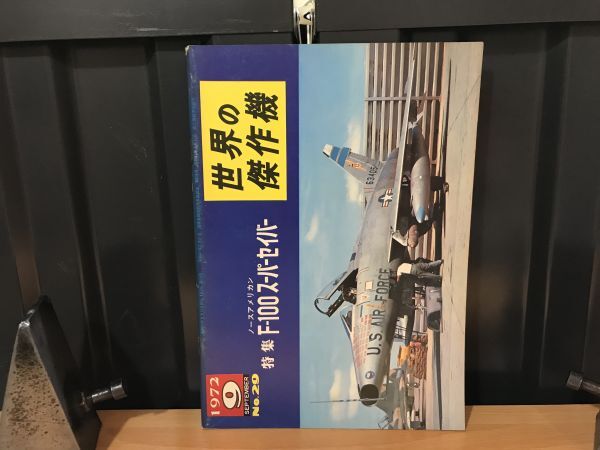 世界の
傑作機
ノースアメリカン
特集 F-100スーパーセイバー
1972
9
SEPTEMBER
No.29
63405
U.S. AIR FORCE